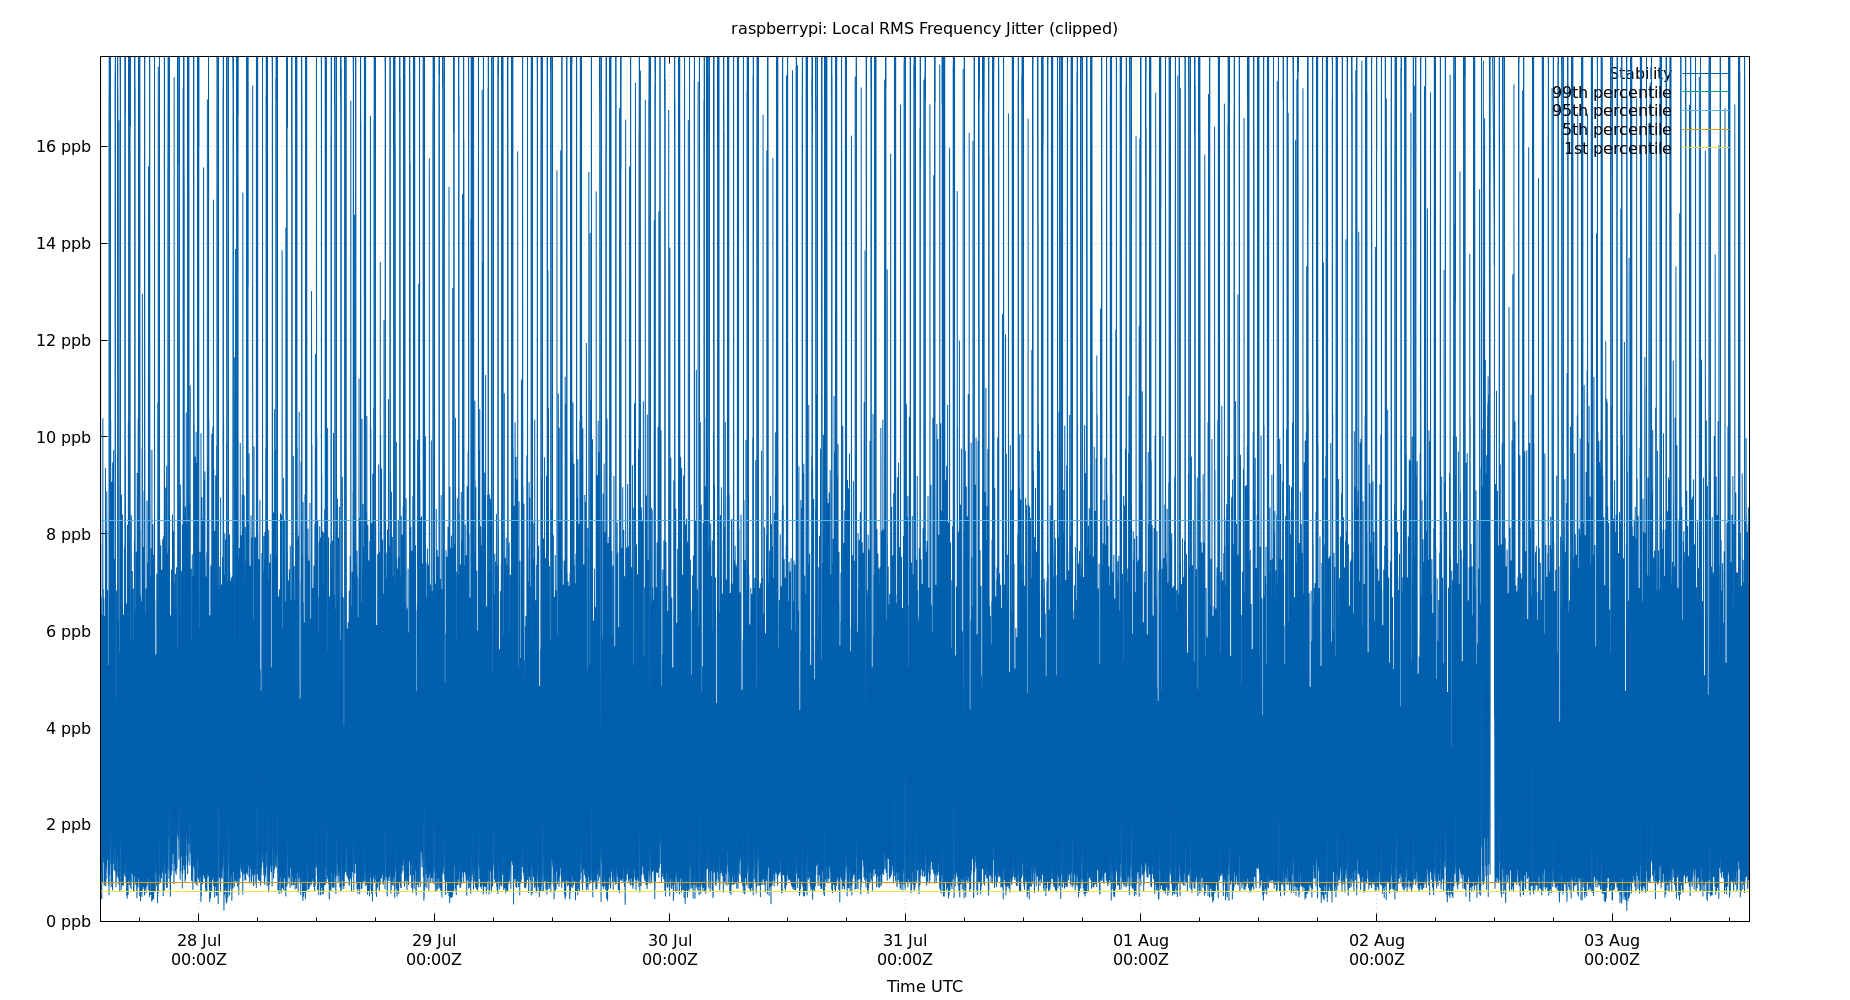 raspberrypi: Local RMS Frequency Jitter (clipped)
Stability
99th percentile
95th percentile
5th percentile
1st percentile
16 ppb
14 ppb
12 ppb
10 ppb
8 ppb
6 ppb
4 ppb
2 ppb
0 ppb
28 Jul 29 Jul 30 Jul 31 Jul 01 Aug 02 Aug 03 Aug
00:00Z 00:00Z 00:00Z 00:00Z 00:00Z 00:00Z 00:00Z
Time UTC